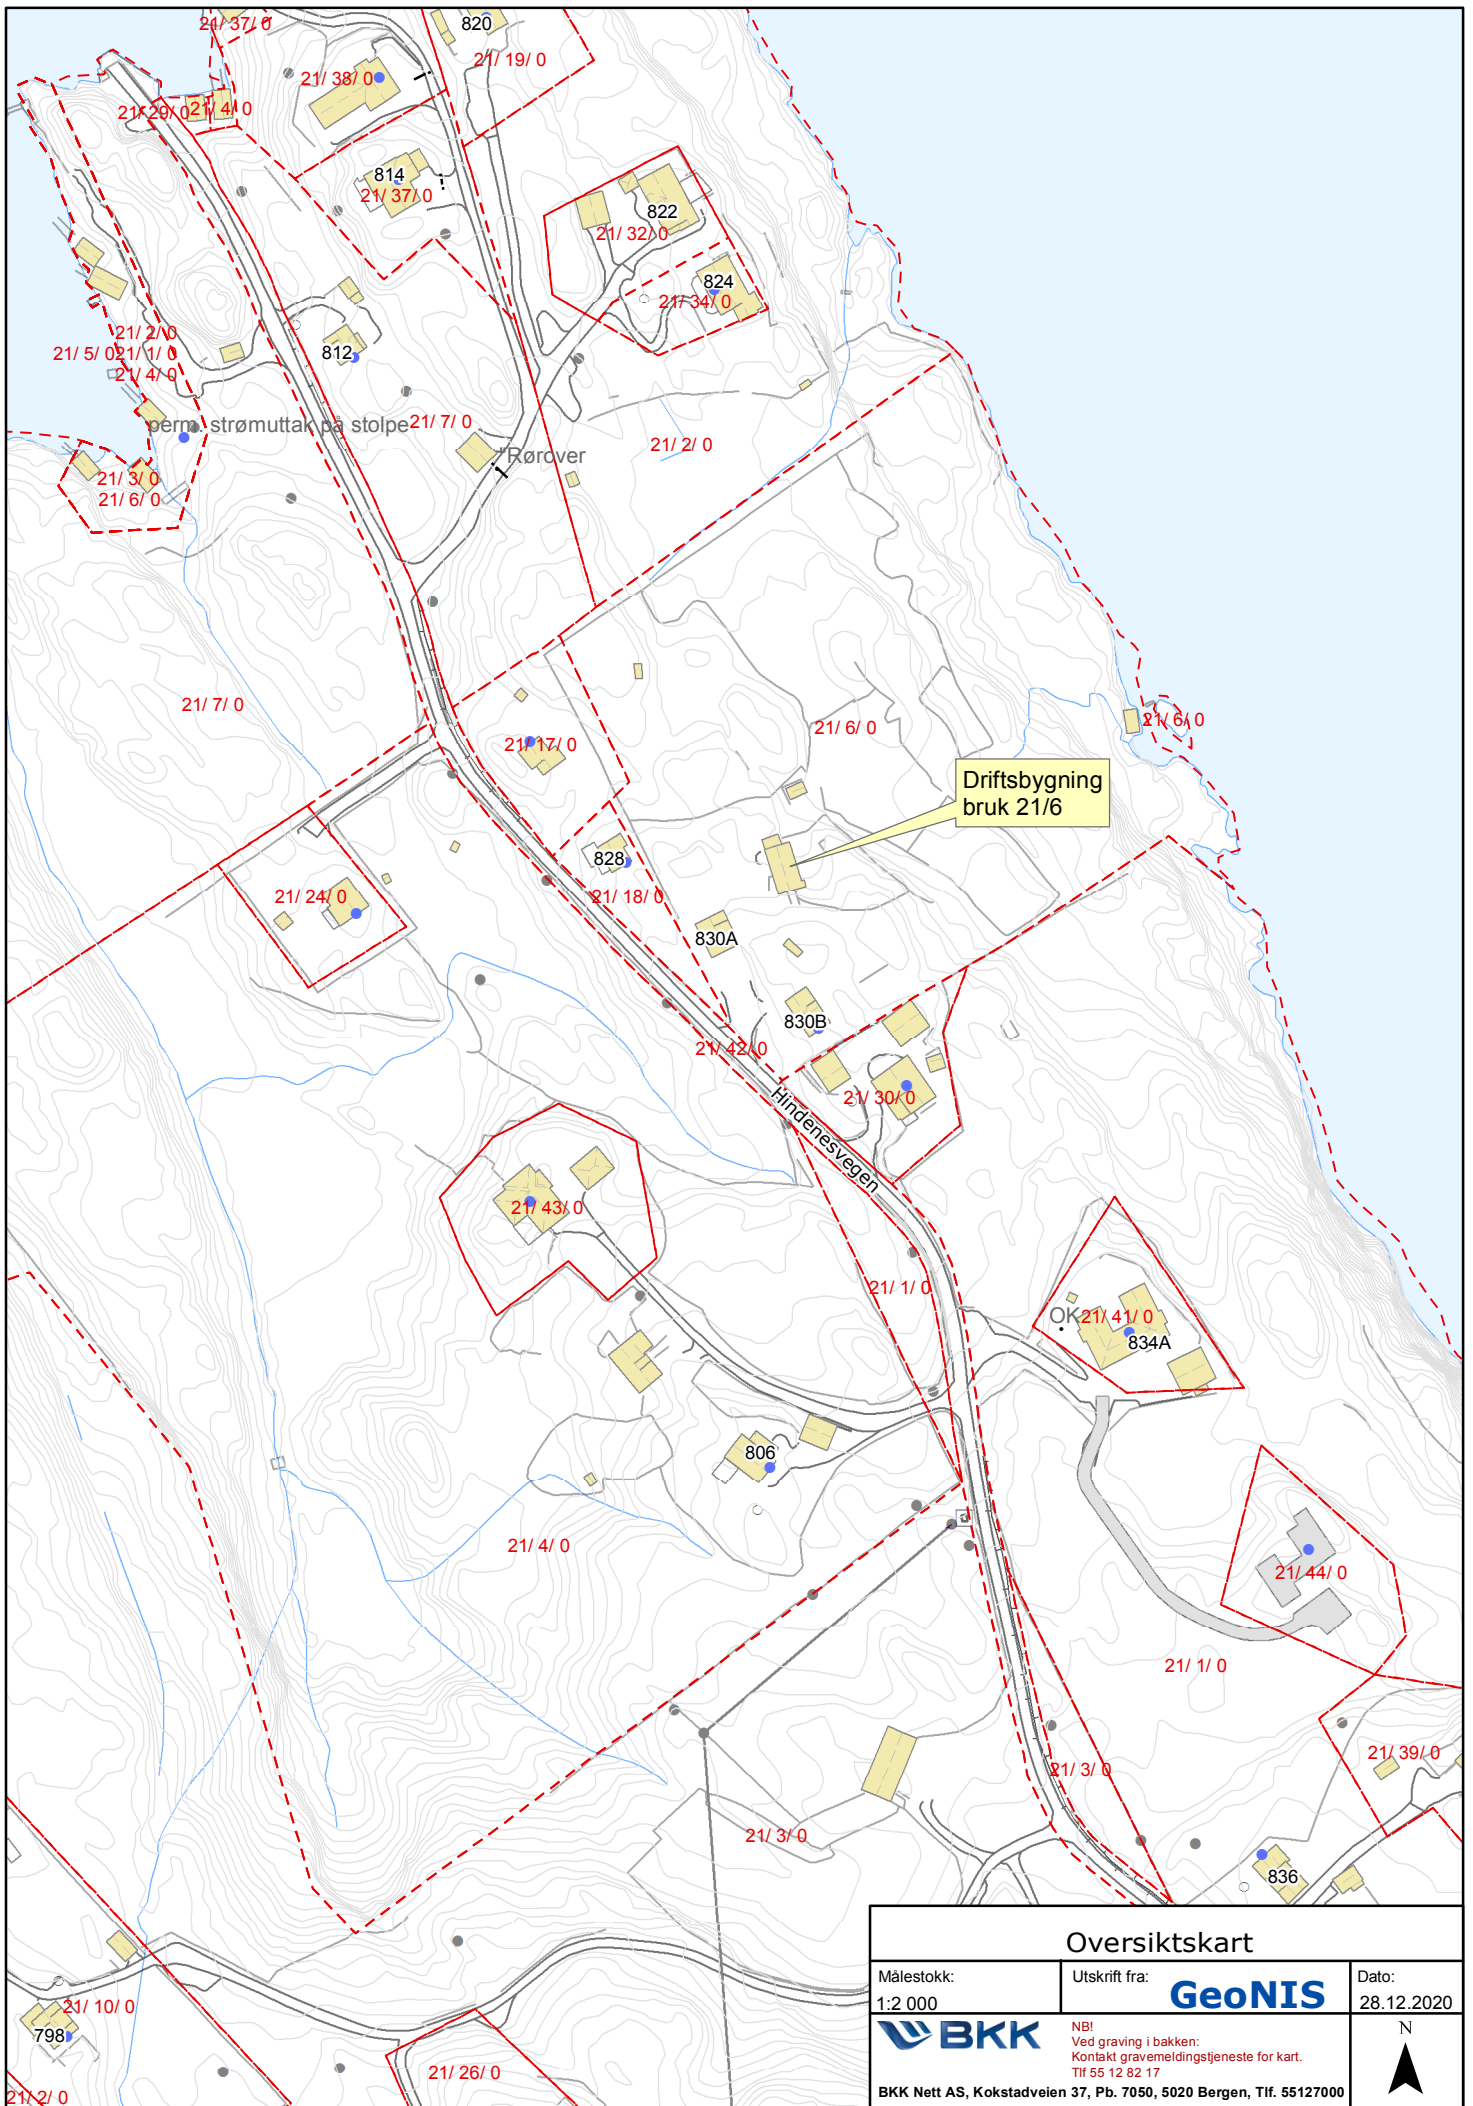 21/ 37/ 0
820
21/ 19/ 0
21/ 38/ 0
21/ 29/ 0
21/ 4/ 0
814
21/ 37/ 0
822
21/ 32/ 0
824
21/ 34/ 0
21/ 2/ 0
21/ 5/ 0
21/ 1/ 0
21/ 4/ 0
812
perm. strømuttak på stolpe
21/ 7/ 0
21/ 2/ 0
"Rørover
21/ 3/ 0
21/ 6/ 0
21/ 7/ 0
21/ 17/ 0
21/ 6/ 0
21/ 6/ 0
Driftsbygning
bruk 21/6
828
21/ 24/ 0
21/ 18/ 0
830A
830B
21/ 42/ 0
21/ 30/ 0
Hindenesvegen
21/ 43/ 0
21/ 1/ 0
OK
21/ 41/ 0
834A
806
21/ 4/ 0
21/ 44/ 0
21/ 1/ 0
21/ 39/ 0
21/ 3/ 0
21/ 3/ 0
836
21/ 10/ 0
798
21/ 26/ 0
21/ 2/ 0
Oversiktskart
Målestokk:
1:2 000
Utskrift fra:
GeoNIS
Dato:
28.12.2020
BKK
NB!
Ved graving i bakken:
Kontakt gravemeldingstjeneste for kart.
Tlf 55 12 82 17
BKK Nett AS, Kokstadveien 37, Pb. 7050, 5020 Bergen, Tlf. 55127000
N